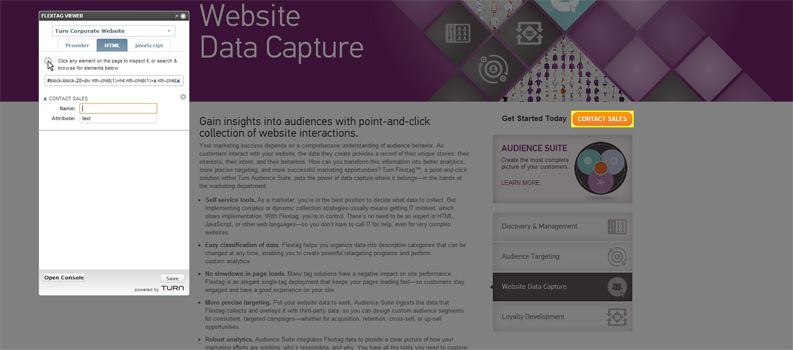 FLEXTAG VIEWER
Turn Corporate Website
Provider HTML JavaScript
Click any element on the page to inspect it, or search &
browse for elements below
CONTACT SALES
Name:
Attribute: text
Open Console Save
powered by TURN
Website
Data Capture
Gain insights into audiences with point-and-click
collection of website interactions.
Your marketing success depends on a comprehensive understanding of audience behavior. As
customers interact with your website, the data they create provides a record of their unique stories: their
interests, their intent, and their behaviors. How can you transform this information into better analytics,
more precise targeting, and more successful marketing opportunities? Turn Flextag™, a point-and-click
solution within Turn Audience Suite, puts the power of data capture where it belongs—in the hands of
the marketing department.
• Self-service tools. As a marketer, you're in the best position to decide what data to collect. But
implementing complex or dynamic collection strategies usually means getting IT involved, which
slows implementation. With Flextag, you're in control. There's no need to be an expert in HTML,
JavaScript, or other web languages—so you don't have to call IT for help, even for very complex
websites.
• Easy classification of data. Flextag helps you organize data into descriptive categories that can be
changed at any time, enabling you to create powerful retargeting programs and perform
custom analytics.
• No slowdown in page loads. Many tag solutions have a negative impact on site performance.
Flextag is an elegant single-tag deployment that keeps your pages loading fast—so customers stay
engaged and have a good experience on your site.
• More precise targeting. Put your website data to work. Audience Suite ingests the data that
Flextag collects and overlays it with third-party data, so you can design custom audience segments
for consistent, targeted campaigns—whether for acquisition, retention, cross-sell, or up-sell
opportunities.
• Robust analytics. Audience Suite integrates Flextag data to provide a clear picture of how your
marketing efforts are working, who's responding, and why. You have all the tools you need to custom-
Get Started Today CONTACT SALES
AUDIENCE SUITE
Create the most complete
picture of your customers.
LEARN MORE
Discovery & Management
Audience Targeting
Website Data Capture
Loyalty Development